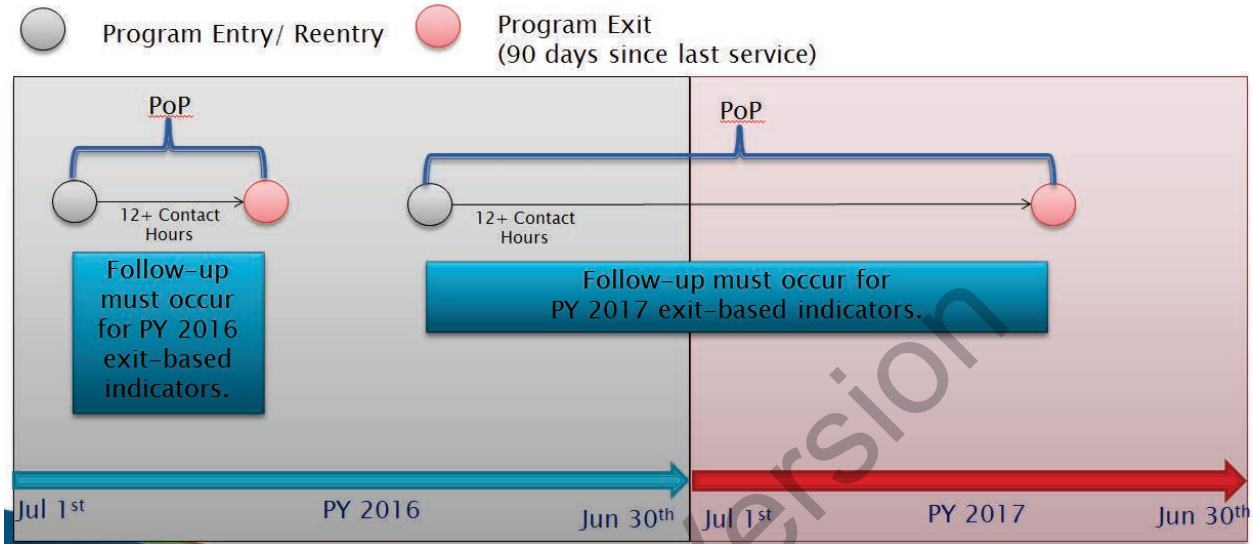 Program Entry/ Reentry
Program Exit
(90 days since last service)
PoP
12+ Contact
Hours
Follow-up
must occur
for PY 2016
exit-based
indicators.
PoP
12+ Contact
Hours
Follow-up must occur for
PY 2017 exit-based indicators.
Jul 1st
PY 2016
Jun 30th
Jul 1st
PY 2017
Jun 30th
Version